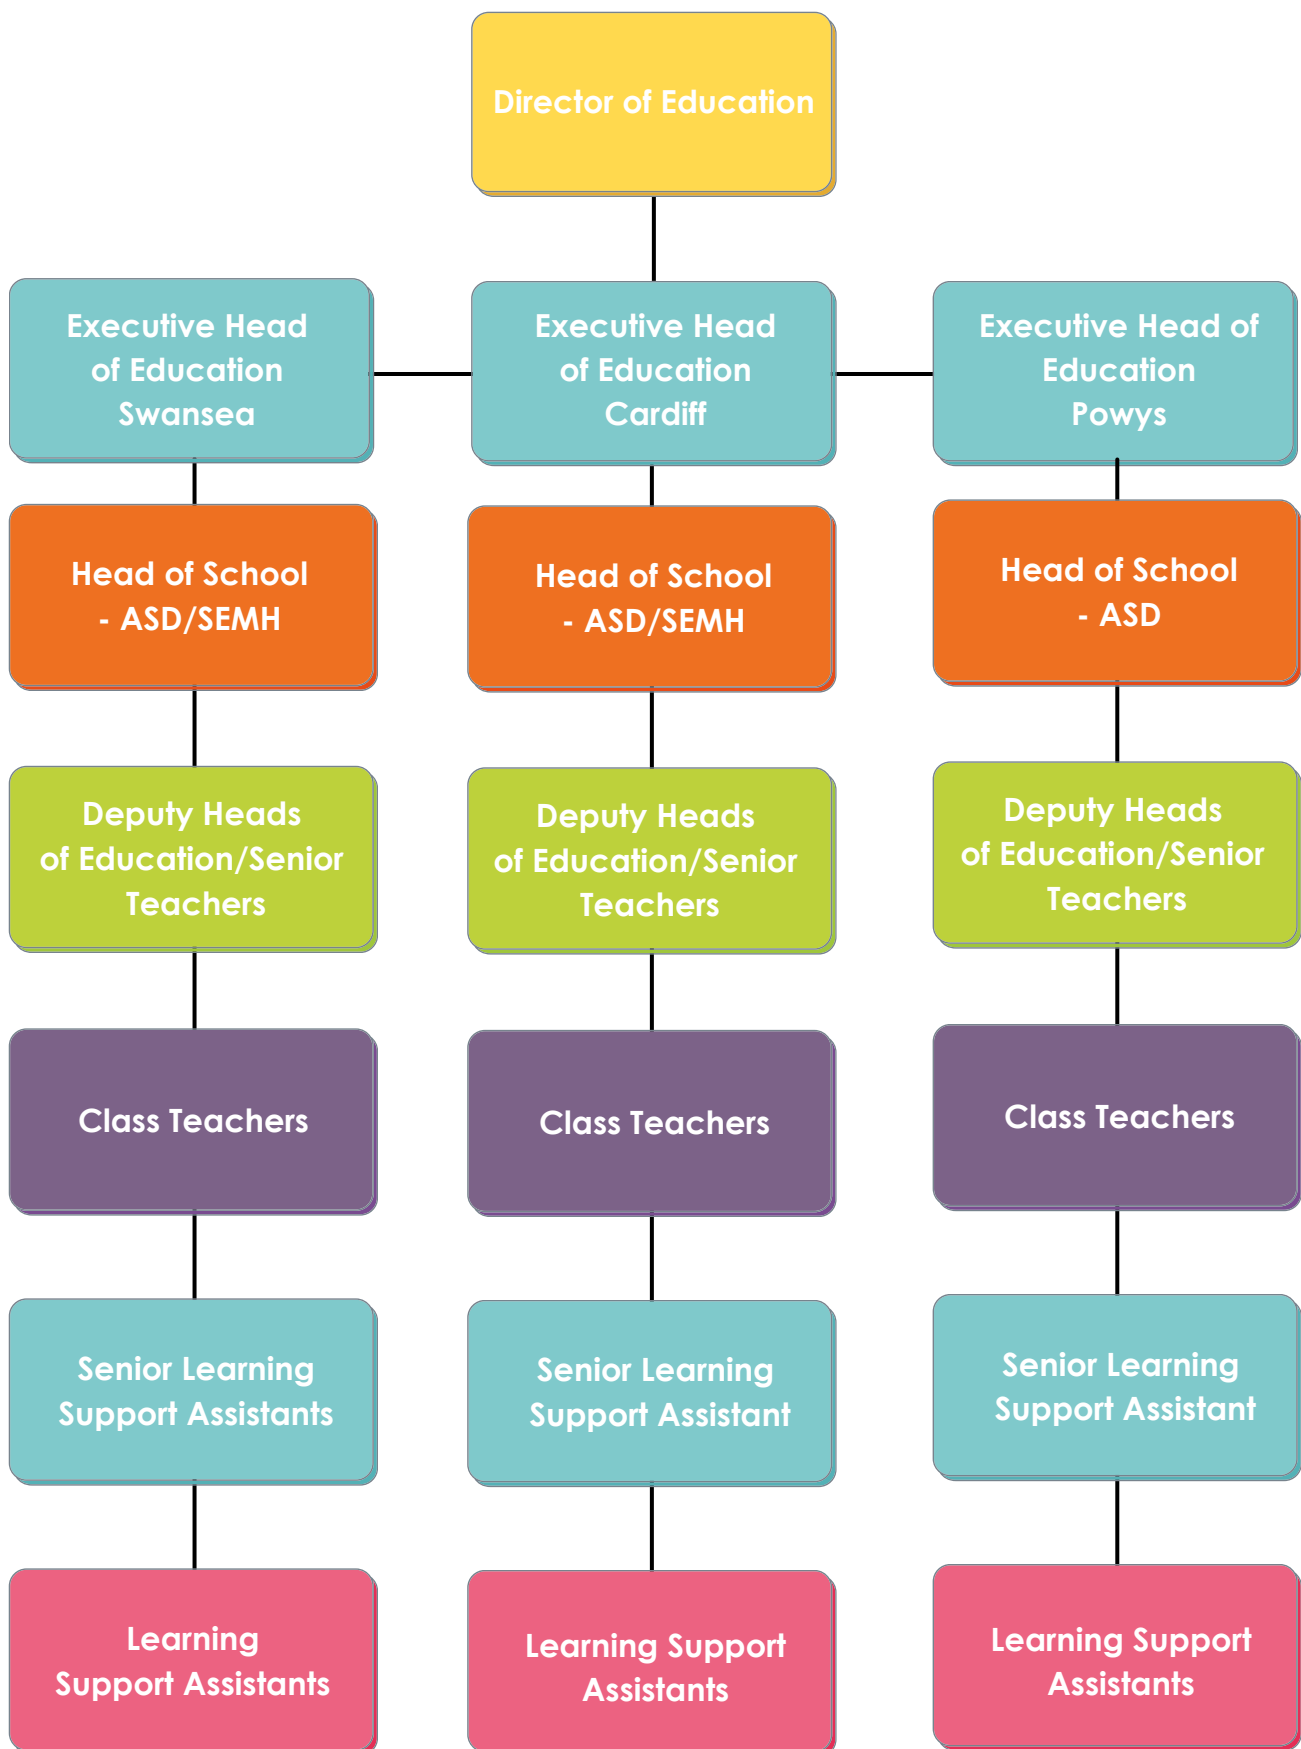 Director of Education
Executive Head
of Education
Swansea
Executive Head
of Education
Cardiff
Executive Head of
Education
Powys
Head of School
- ASD/SEMH
Head of School
- ASD/SEMH
Head of School
- ASD
Deputy Heads
of Education/Senior
Teachers
Deputy Heads
of Education/Senior
Teachers
Deputy Heads
of Education/Senior
Teachers
Class Teachers
Class Teachers
Class Teachers
Senior Learning
Support Assistants
Senior Learning
Support Assistant
Senior Learning
Support Assistant
Learning
Support Assistants
Learning Support
Assistants
Learning Support
Assistants